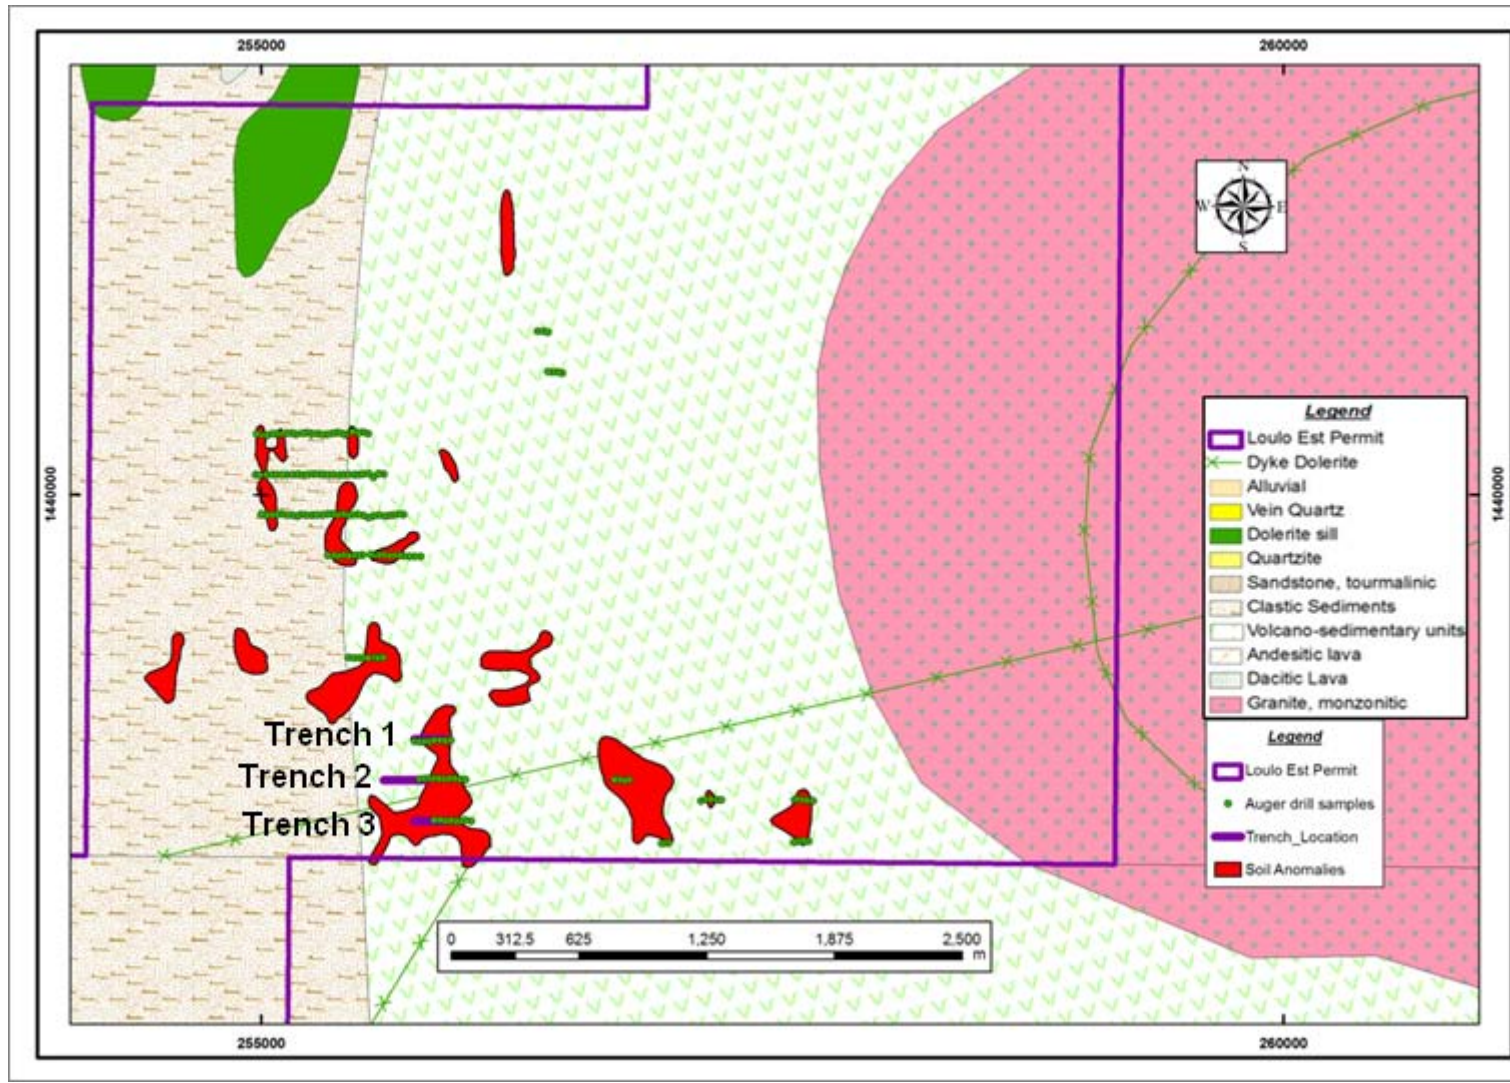 255000
260000
N
W E
S
1440000
1440000
Legend
Loulo Est Permit
Dyke Dolerite
Alluvial
Vein Quartz
Dolerite sill
Quartzite
Sandstone, tourmalinic
Clastic Sediments
Volcano-sedimentary units
Andesitic lava
Dacitic Lava
Granite, monzonitic
Legend
Loulo Est Permit
Auger drill samples
Trench_Location
Soil Anomalies
Trench 1
Trench 2
Trench 3
0 312.5 625 1,250 1,875 2,500
m
255000
260000